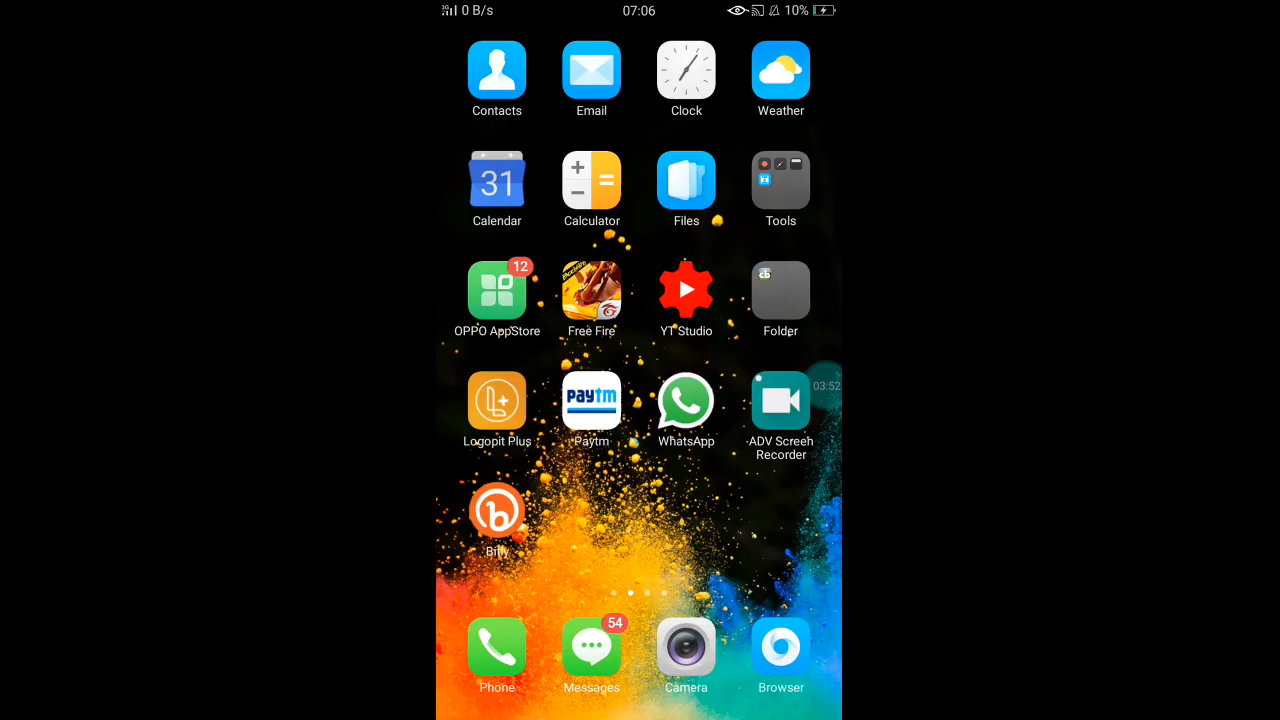 3G 0 B/s 07:06 10%
Contacts Email Clock Weather
31
Calendar Calculator Files Tools
12
OPPO AppStore Free Fire YT Studio Folder
03:52
Paytm
Logopit Plus Paytm WhatsApp ADV Screen
Recorder
b
Bitly
54
Phone Messages Camera Browser